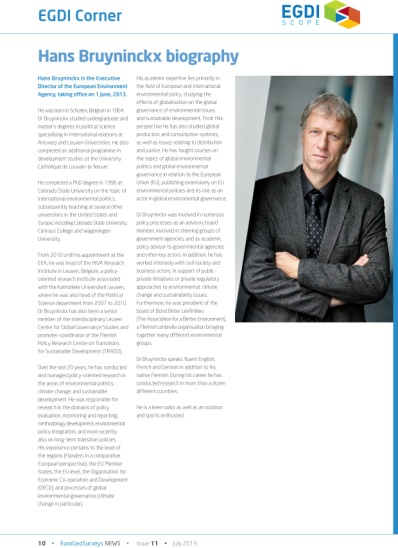 EGDI Corner
EGDI
SCOPE
Hans Bruyninckx biography
Hans Bruyninckx is the Executive
Director of the European Environment
Agency, taking office on 1 June, 2013.
He was born in Schoten, Belgium in 1964.
Dr Bruyninckx studied undergraduate and
master's degrees in political science
specialising in international relations at
Antwerp and Leuven Universities. He also
completed an additional programme in
development studies at the University
Catholique de Louvain-la-Neuve.
He completed a PhD degree in 1996 at
Colorado State University on the topic of
international environmental politics,
subsequently teaching at several other
universities in the United States and
Europe, including Colorado State University,
Canisius College and Wageningen
University.
From 2010 until his appointment at the
EEA, he was head of the HIVA Research
Institute in Leuven, Belgium, a policy-
oriented research institute associated
with the Katholieke Universiteit Leuven,
where he was also head of the Political
Science department from 2007 to 2010.
Dr Bruyninckx has also been a senior
member of the interdisciplinary Leuven
Centre for Global Governance Studies and
promoter-coordinator of the Flemish
Policy Research Centre on Transitions
for Sustainable Development (TRADO).
Over the last 20 years, he has conducted
and managed policy-oriented research in
the areas of environmental politics,
climate change, and sustainable
development. He was responsible for
research in the domains of policy
evaluation, monitoring and reporting,
methodology development, environmental
policy integration, and more recently
also on long-term transition policies.
His experience pertains to the level of
the regions (Flanders in a comparative
European perspective), the EU Member
States, the EU level, the Organisation for
Economic Co-operation and Development
(OECD), and processes of global
environmental governance (climate
change in particular).
His academic expertise lies primarily in
the field of European and international
environmental policy, studying the
effects of globalisation on the global
governance of environmental issues
and sustainable development. From this
perspective he has also studied global
production and consumption systems,
as well as issues relating to distribution
and justice. He has taught courses on
the topics of global environmental
politics and global environmental
governance in relation to the European
Union (EU), publishing extensively on EU
environmental policies and its role as an
actor in global environmental governance.
Dr Bruyninckx was involved in numerous
policy processes as an advisory board
member, involved in steering groups of
government agencies, and as academic
policy advisor to governmental agencies
and other key actors. In addition, he has
worked intensely with civil society and
business actors, in support of public-
private initiatives or private regulatory
approaches to environmental, climate
change and sustainability issues.
Furthermore, he was president of the
board of Bond Beter Leefmilieu
(The Association for a Better Environment),
a Flemish umbrella organisation bringing
together many different environmental
groups.
Dr Bruyninckx speaks fluent English,
French and German in addition to his
native Flemish. During his career he has
conducted research in more than a dozen
different countries.
He is a keen sailor as well as an outdoor
and sports enthusiast.
10 • EuroGeoSurveys NEWS • Issue 11 • July 2013